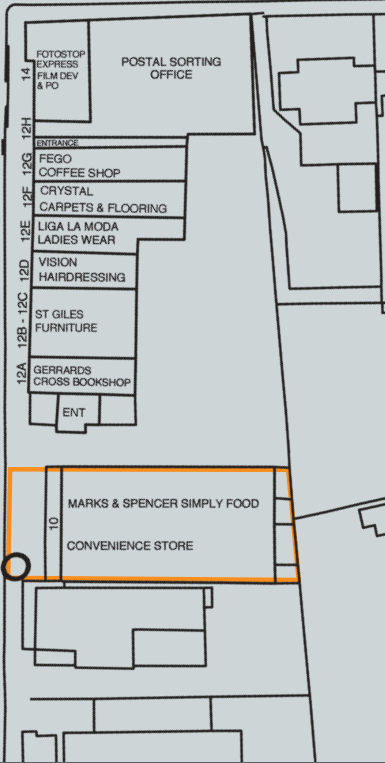 14
FOTOSTOP
EXPRESS
FILM DEV
& PO
POSTAL SORTING
OFFICE
12H
ENTRANCE
12G
FEGO
COFFEE SHOP
12F
CRYSTAL
CARPETS & FLOORING
12E
LIGA LA MODA
LADIES WEAR
12D
VISION
HAIRDRESSING
12B - 12C
ST GILES
FURNITURE
12A
GERRARDS
CROSS BOOKSHOP
ENT
10
MARKS & SPENCER SIMPLY FOOD
CONVENIENCE STORE